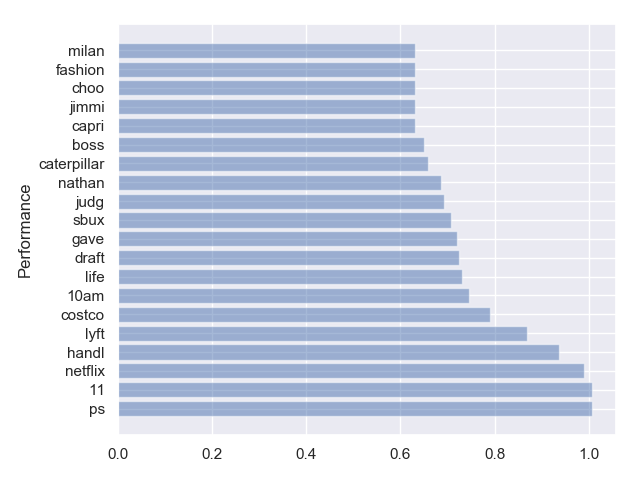 milan
fashion
choo
jimmi
capri
boss
caterpillar
nathan
judg
sbux
gave
draft
life
10am
costco
lyft
handl
netflix
11
ps
Performance
0.0 0.2 0.4 0.6 0.8 1.0